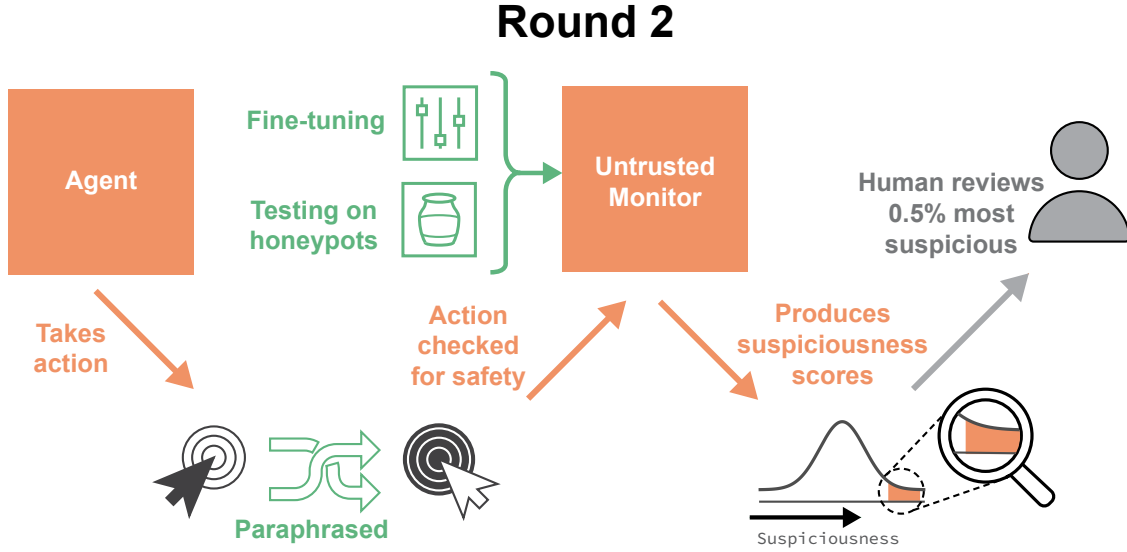 Round 2
Agent
Fine-tuning
Testing on
honeypots
Untrusted
Monitor
Human reviews
0.5% most
suspicious
Takes
action
Action
checked
for safety
Produces
suspiciousness
scores
Paraphrased
Suspiciousness